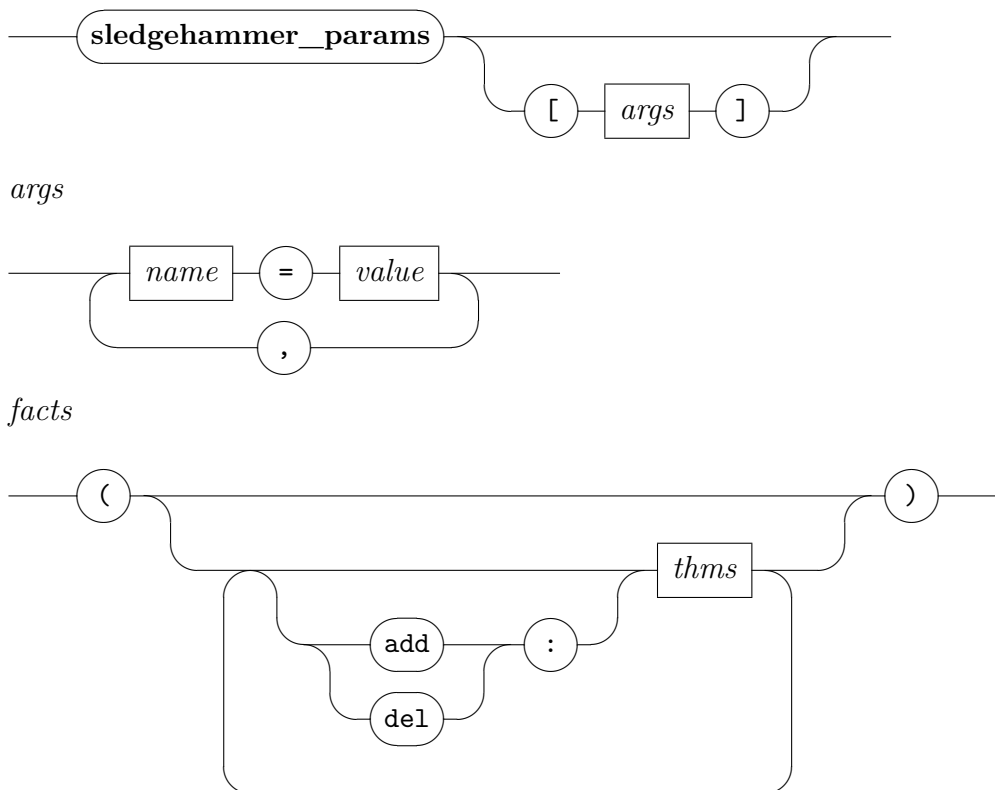 sledgehammer_params
[ args ]
args
name = value
,
facts
( )
thms
add :
del